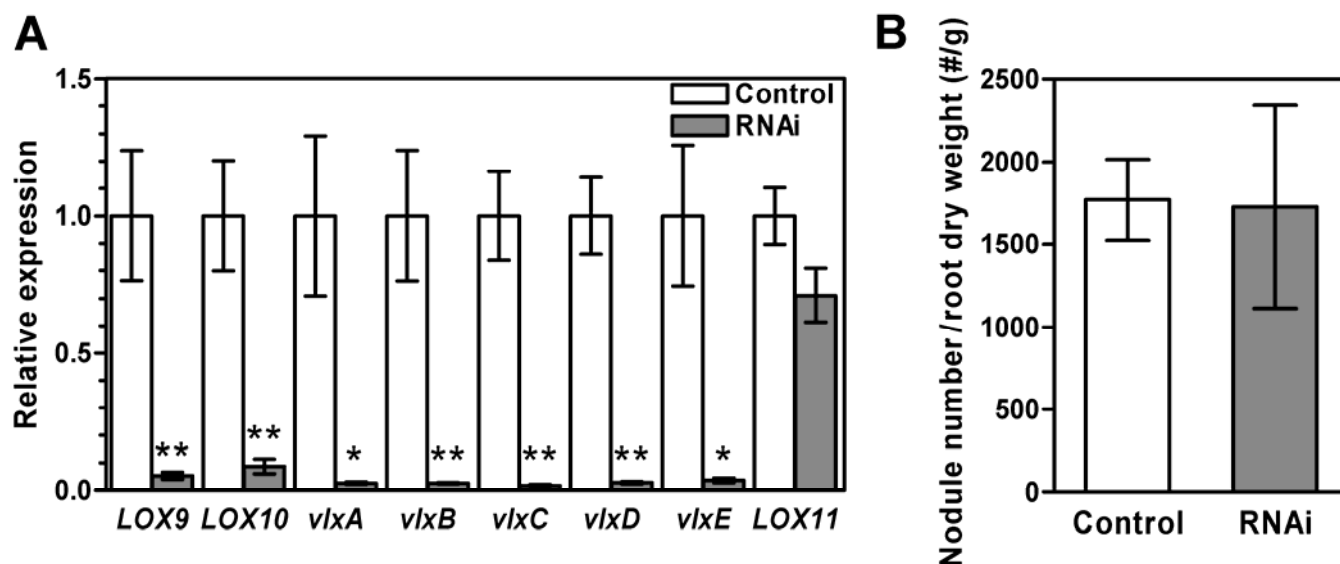 A
Relative expression
1.5
1.0
0.5
0.0
Control
RNAi
** ** * ** ** ** *
LOX9 LOX10 vlxA vlxB vlxC vlxD vlxE LOX11
B
Nodule number/root dry weight (#/g)
2500
2000
1500
1000
500
0
Control RNAi